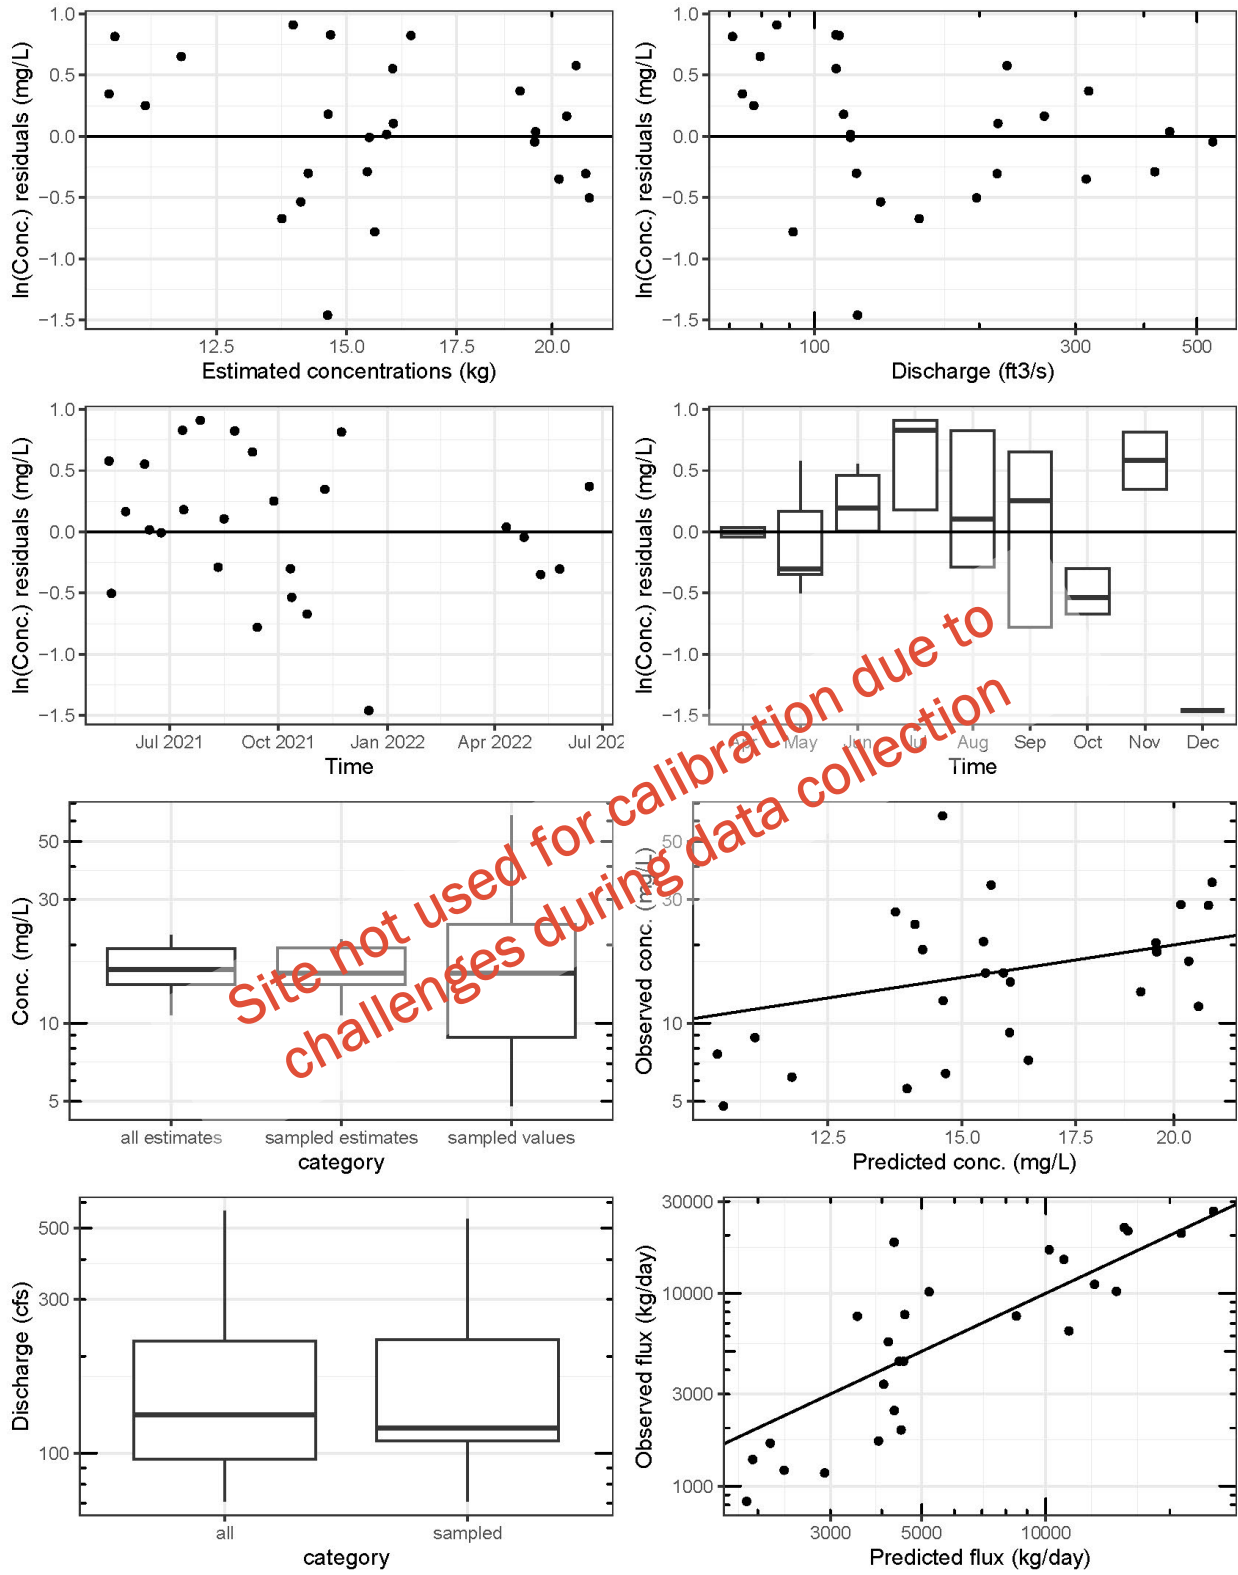 1.0
0.5
0.0
−0.5
−1.0
−1.5
ln(Conc.) residuals (mg/L)
12.5 15.0 17.5 20.0
Estimated concentrations (kg)
1.0
0.5
0.0
−0.5
−1.0
−1.5
ln(Conc.) residuals (mg/L)
100 300 500
Discharge (ft3/s)
1.0
0.5
0.0
−0.5
−1.0
−1.5
ln(Conc.) residuals (mg/L)
Jul 2021 Oct 2021 Jan 2022 Apr 2022 Jul 202
Time
1.0
0.5
0.0
−0.5
−1.0
−1.5
ln(Conc.) residuals (mg/L)
Apr May Jun Jul Aug Sep Oct Nov Dec
Time
Site not used for calibration due to
challenges during data collection
50
30
10
5
Conc. (mg/L)
all estimates sampled estimates sampled values
category
50
30
10
5
Observed conc. (mg/L)
12.5 15.0 17.5 20.0
Predicted conc. (mg/L)
500
300
100
Discharge (cfs)
all sampled
category
30000
10000
3000
1000
Observed flux (kg/day)
3000 5000 10000
Predicted flux (kg/day)